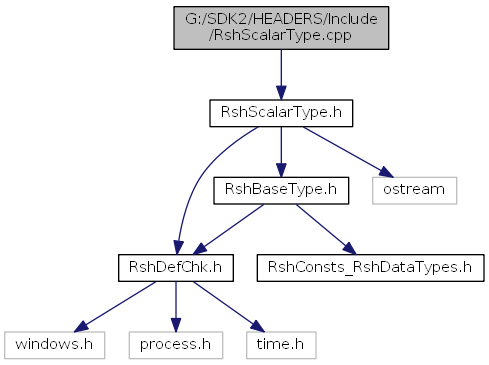 G:/SDK2/HEADERS/Include
/RshScalarType.cpp
RshScalarType.h
RshBaseType.h
ostream
RshDefChk.h
RshConsts_RshDataTypes.h
windows.h
process.h
time.h